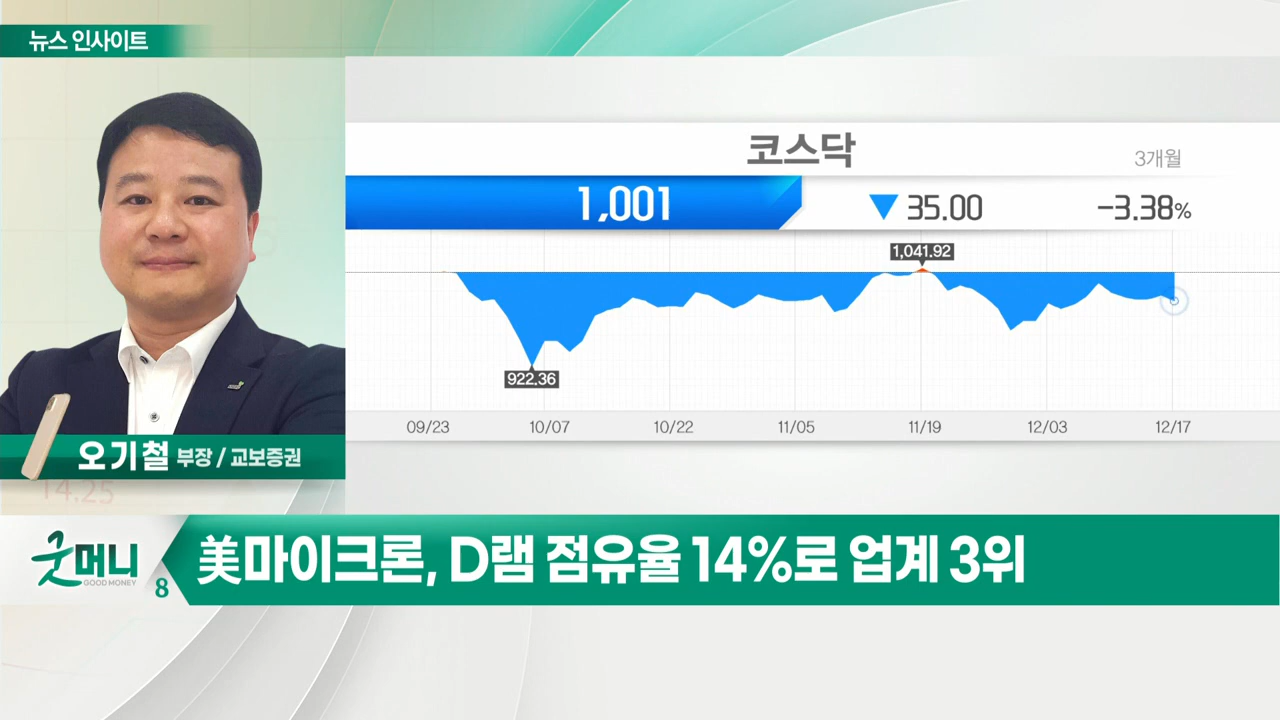 뉴스 인사이트
코스닥
3개월
1,001 ▼ 35.00 -3.38%
1,041.92
922.36
09/23 10/07 10/22 11/05 11/19 12/03 12/17
오기철 부장 / 교보증권
14.25
굿머니
GOOD MONEY
8
美마이크론, D램 점유율 14%로 업계 3위